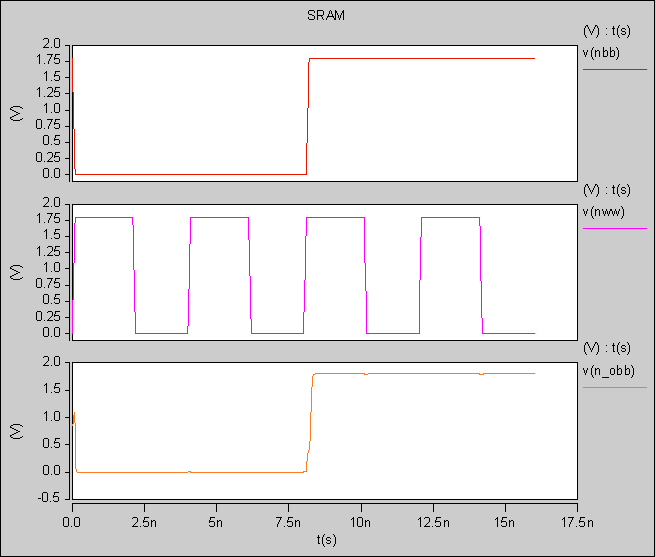 SRAM
(V) : t(s)
v(nbb)
2.0
1.75
1.5
1.25
1.0
0.75
0.5
0.25
0.0
(V)
(V) : t(s)
v(nww)
2.0
1.75
1.5
1.25
1.0
0.75
0.5
0.25
0.0
(V)
(V) : t(s)
v(n_obb)
2.0
1.5
1.0
0.5
0.0
-0.5
(V)
0.0 2.5n 5n 7.5n 10n 12.5n 15n 17.5n
t(s)